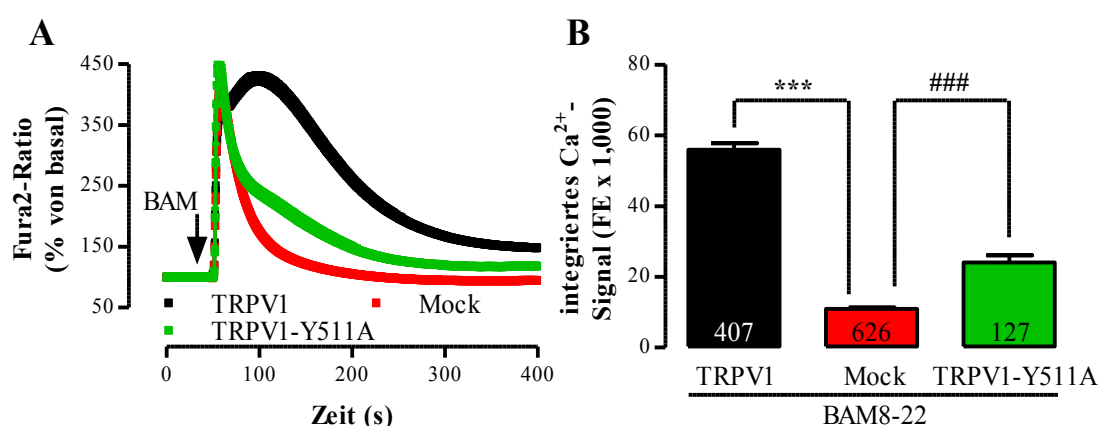 A
Fura2-Ratio
(% von basal)
450
350
250
150
50
BAM
TRPV1
Mock
TRPV1-Y511A
0
100
200
300
400
Zeit (s)
B
integriertes Ca²⁺-
Signal (FE x 1,000)
80
60
40
20
0
***
###
407
626
127
TRPV1
Mock
TRPV1-Y511A
BAM8-22